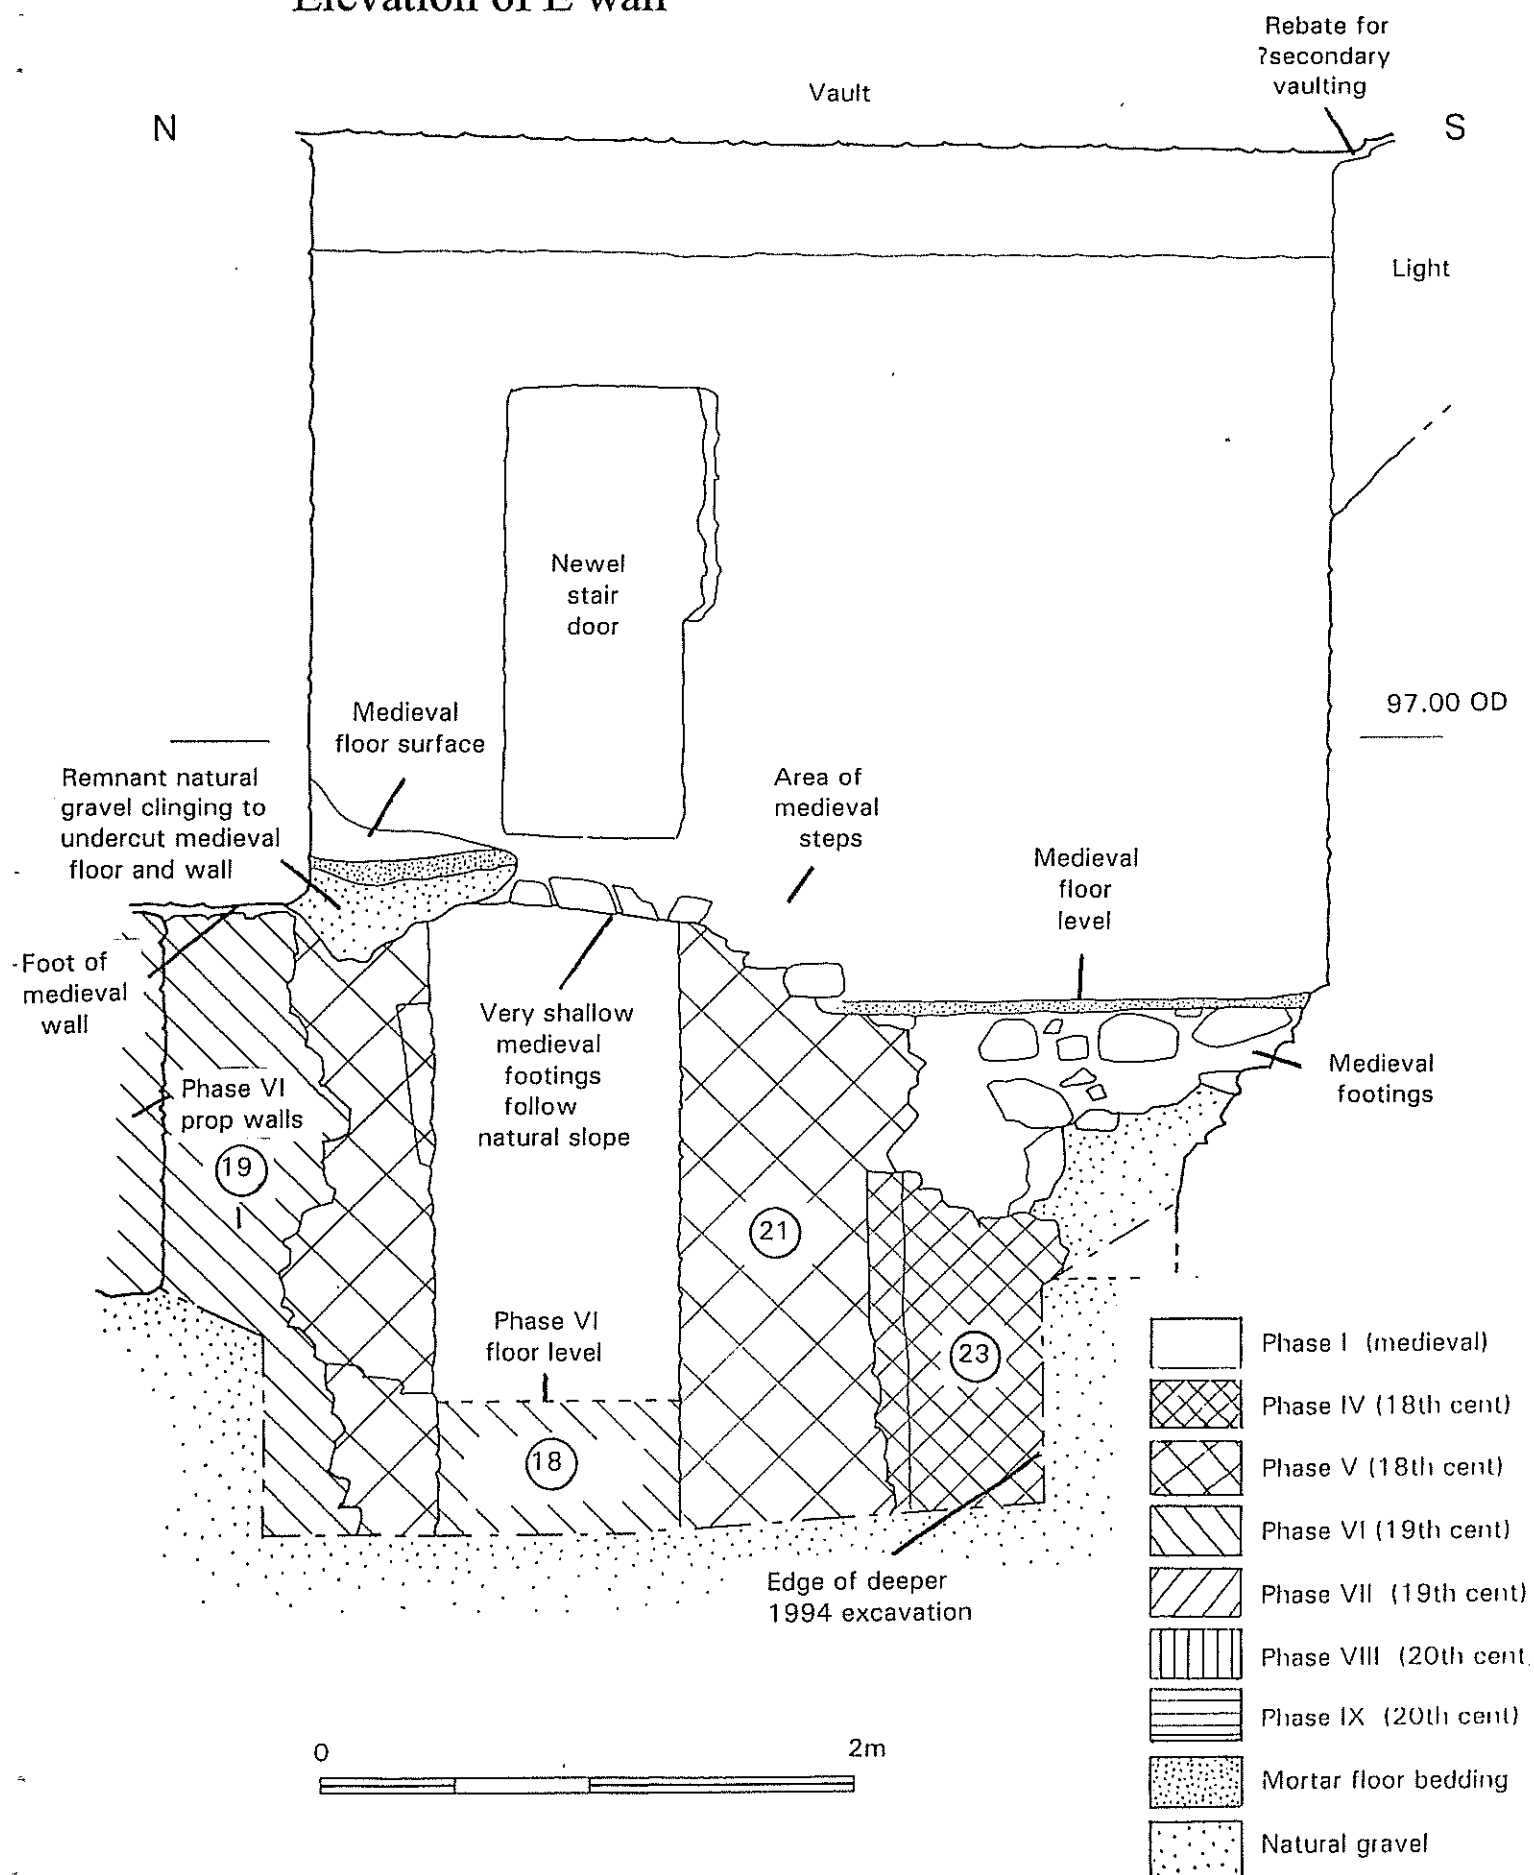 Elevation of E wall
Rebate for
?secondary
vaulting
Vault
N
S
Light
Newel
stair
door
97.00 OD
Medieval
floor surface
Remnant natural
gravel clinging to
undercut medieval
floor and wall
Area of
medieval
steps
Medieval
floor
level
Foot of
medieval
wall
Very shallow
medieval
footings
follow
natural slope
Medieval
footings
Phase VI
prop walls
19
21
Phase VI
floor level
23
18
Edge of deeper
1994 excavation
Phase I (medieval)
Phase IV (18th cent)
Phase V (18th cent)
Phase VI (19th cent)
Phase VII (19th cent)
Phase VIII (20th cent.
Phase IX (20th cent)
Mortar floor bedding
Natural gravel
0 2m